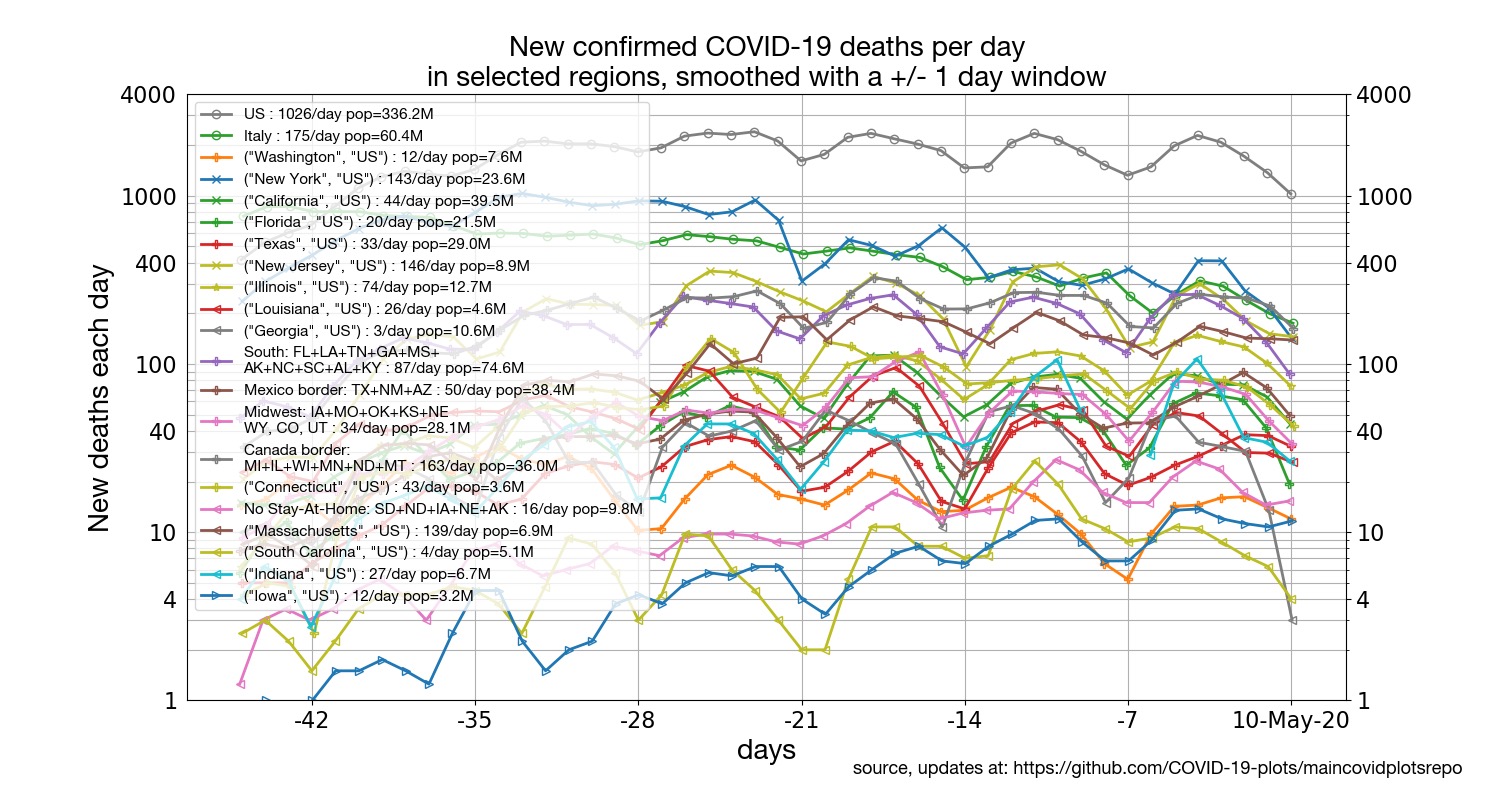 New confirmed COVID-19 deaths per day
in selected regions, smoothed with a +/- 1 day window
4000
1000
400
100
40
10
4
1
New deaths each day
US : 1026/day pop=336.2M
Italy : 175/day pop=60.4M
("Washington", "US") : 12/day pop=7.6M
("New York", "US") : 143/day pop=23.6M
("California", "US") : 44/day pop=39.5M
("Florida", "US") : 20/day pop=21.5M
("Texas", "US") : 33/day pop=29.0M
("New Jersey", "US") : 146/day pop=8.9M
("Illinois", "US") : 74/day pop=12.7M
("Louisiana", "US") : 26/day pop=4.6M
("Georgia", "US") : 3/day pop=10.6M
South: FL+LA+TN+GA+MS+
AK+NC+SC+AL+KY : 87/day pop=74.6M
Mexico border: TX+NM+AZ : 50/day pop=38.4M
Midwest: IA+MO+OK+KS+NE
WY, CO, UT : 34/day pop=28.1M
Canada border:
MI+IL+WI+MN+ND+MT : 163/day pop=36.0M
("Connecticut", "US") : 43/day pop=3.6M
No Stay-At-Home: SD+ND+IA+NE+AK : 16/day pop=9.8M
("Massachusetts", "US") : 139/day pop=6.9M
("South Carolina", "US") : 4/day pop=5.1M
("Indiana", "US") : 27/day pop=6.7M
("Iowa", "US") : 12/day pop=3.2M
4000
1000
400
100
40
10
4
1
-42 -35 -28 -21 -14 -7 10-May-20
days
source, updates at: https://github.com/COVID-19-plots/maincovidplotsrepo